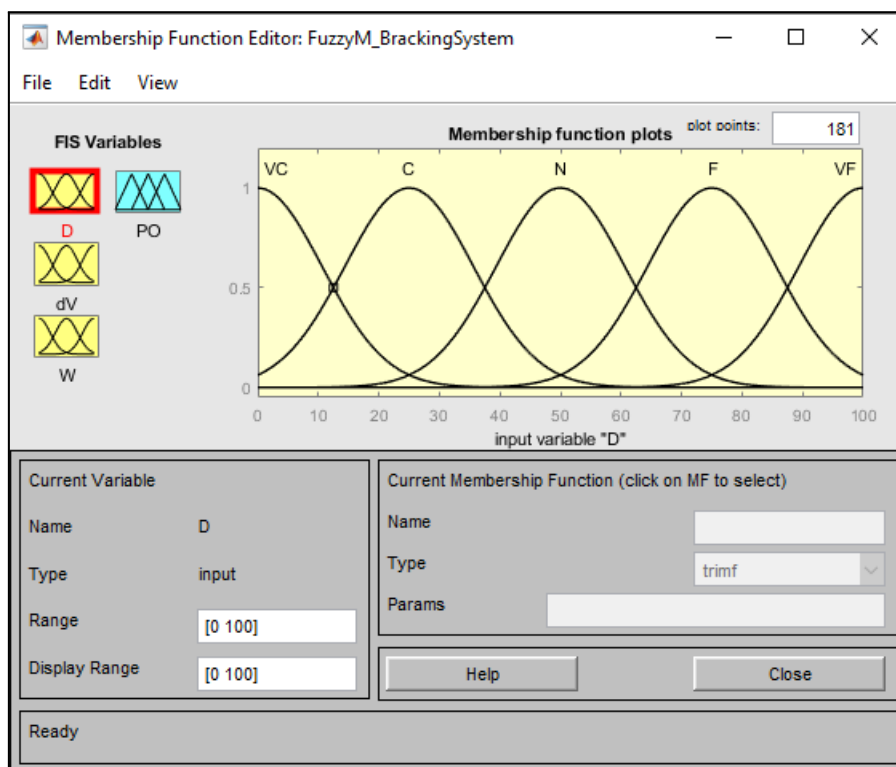 Membership Function Editor: FuzzyM_BrackingSystem
File Edit View
FIS Variables
D
PO
dV
W
Membership function plots
plot points:
181
VC C N F VF
1
0.5
0
0 10 20 30 40 50 60 70 80 90 100
input variable "D"
Current Variable
Name D
Type input
Range [0 100]
Display Range [0 100]
Current Membership Function (click on MF to select)
Name
Type trimf
Params
Help Close
Ready